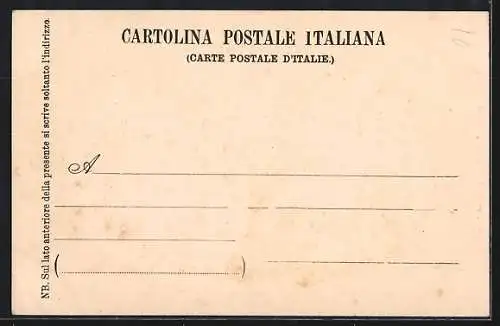 CARTOLINA POSTALE ITALIANA
(CARTE POSTALE D'ITALIE.)
NB. Sul lato anteriore della presente si scrive soltanto l'indirizzo.
A
( )